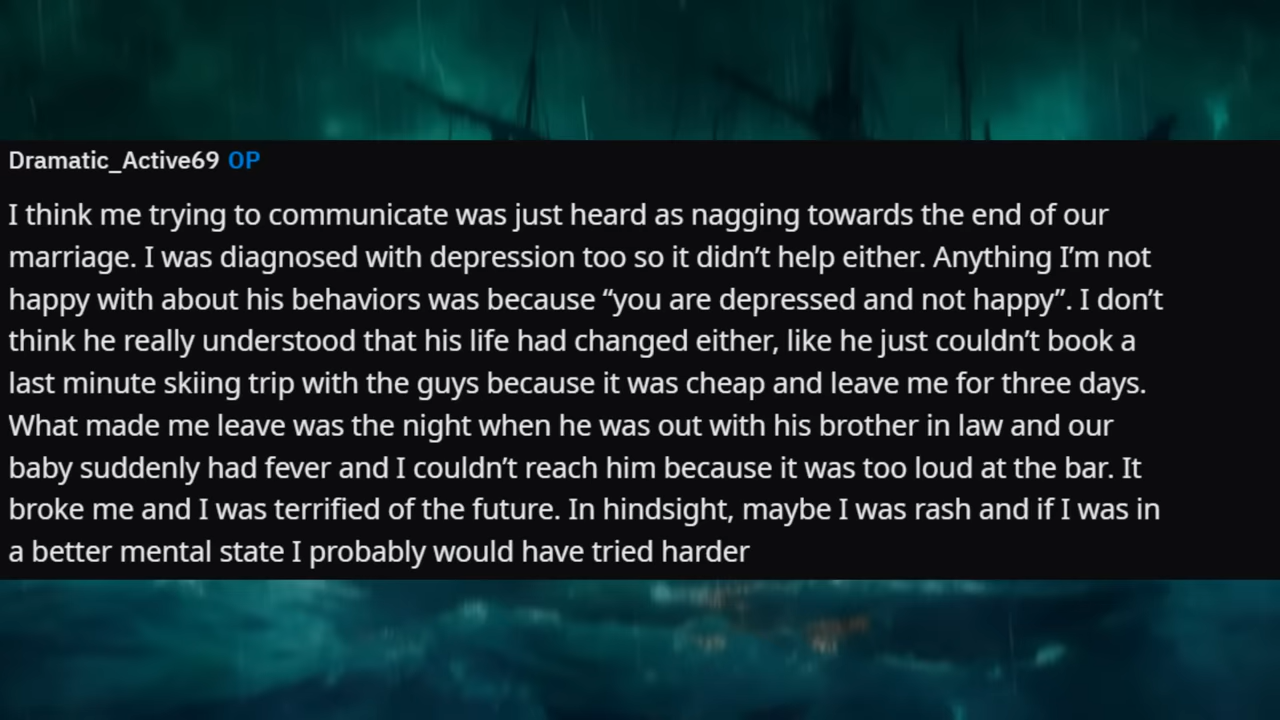 Dramatic_Active69 OP
I think me trying to communicate was just heard as nagging towards the end of our
marriage. I was diagnosed with depression too so it didn’t help either. Anything I’m not
happy with about his behaviors was because “you are depressed and not happy”. I don’t
think he really understood that his life had changed either, like he just couldn’t book a
last minute skiing trip with the guys because it was cheap and leave me for three days.
What made me leave was the night when he was out with his brother in law and our
baby suddenly had fever and I couldn’t reach him because it was too loud at the bar. It
broke me and I was terrified of the future. In hindsight, maybe I was rash and if I was in
a better mental state I probably would have tried harder